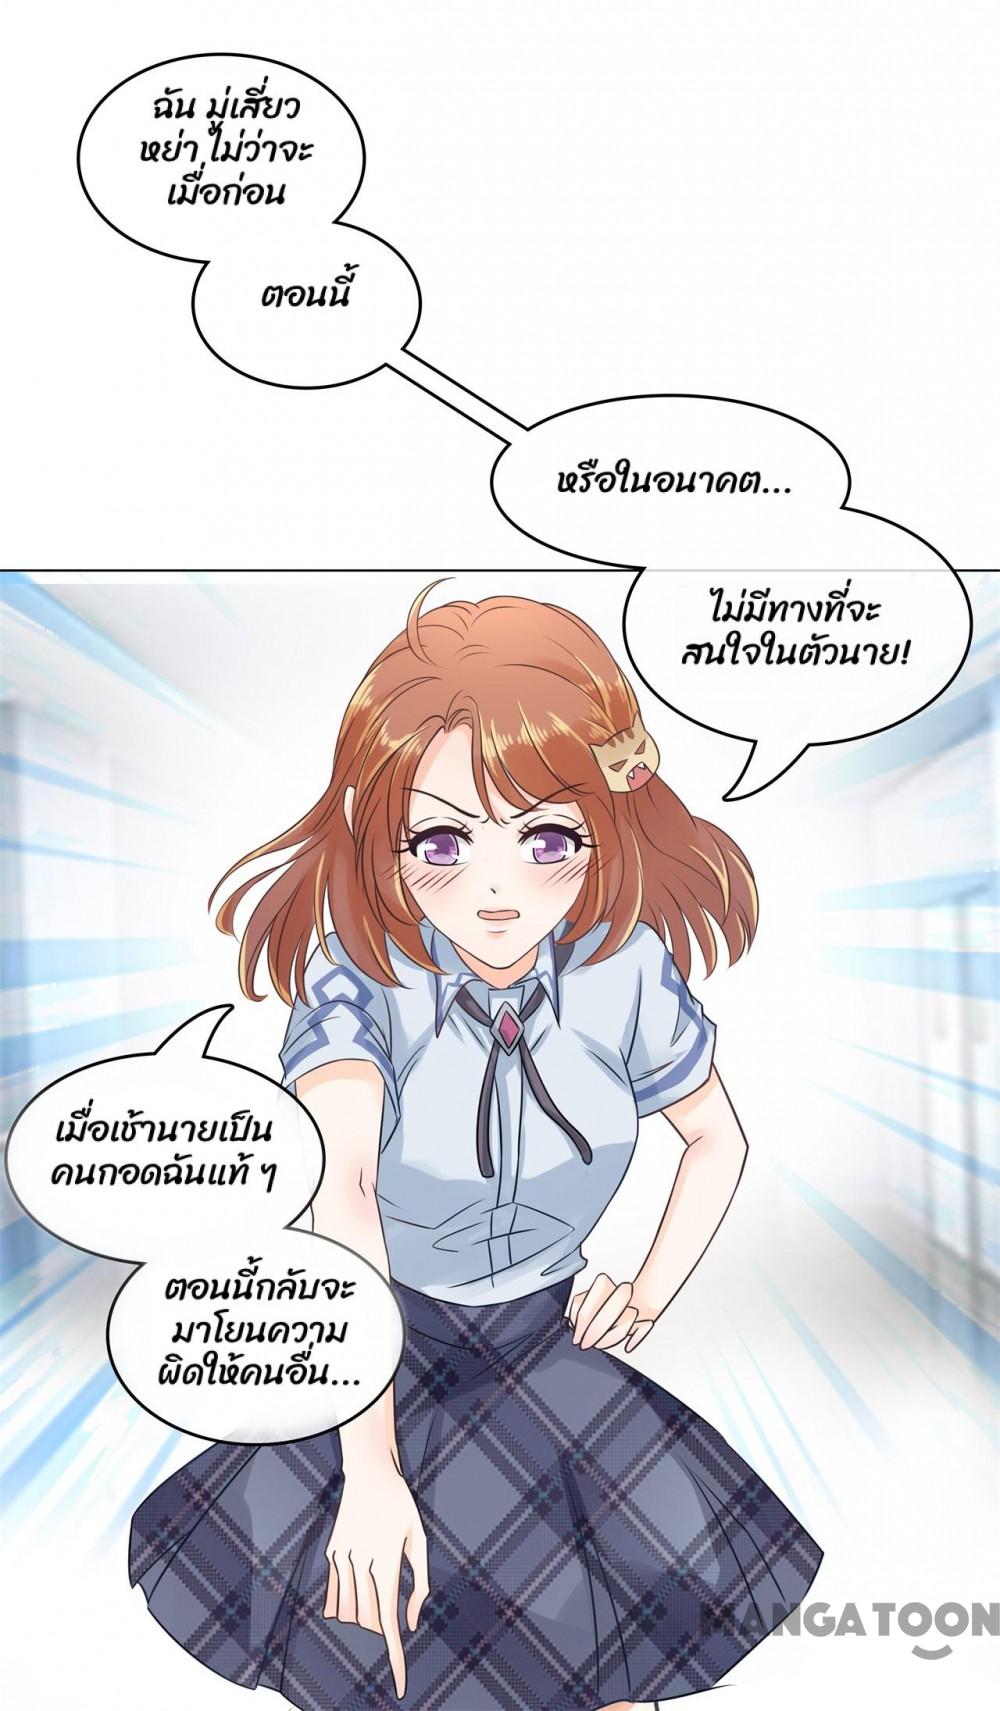 ฉัน มู่เสี่ยว
หย่า ไม่ว่าจะ
เมื่อก่อน
ตอนนี้
หรือในอนาคต...
ไม่มีทางที่จะ
สนใจในตัวนาย!
เมื่อเช้านายเป็น
คนกอดฉันแท้ ๆ
ตอนนี้กลับจะ
มาโยนความ
ผิดให้คนอื่น...
MANGATOON